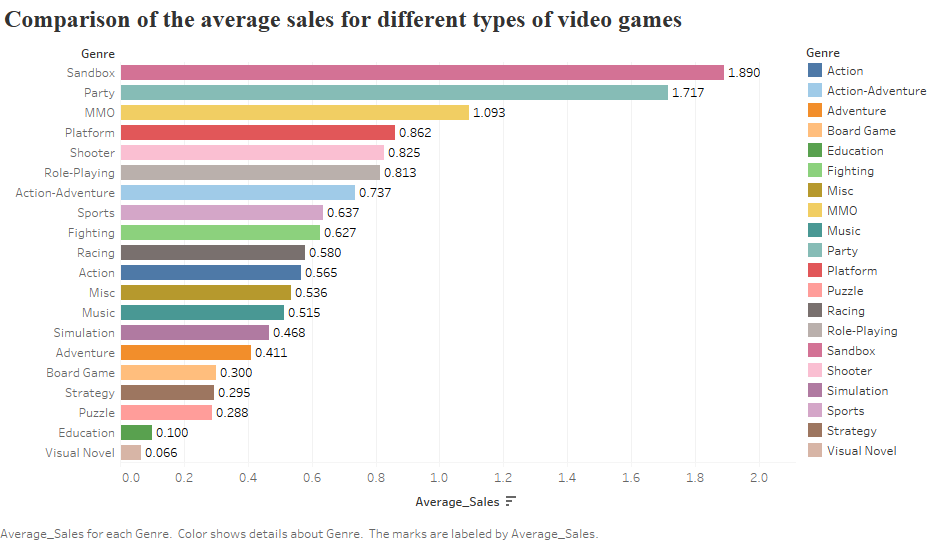 Comparison of the average sales for different types of video games
Genre
Sandbox 1.890
Party 1.717
MMO 1.093
Platform 0.862
Shooter 0.825
Role-Playing 0.813
Action-Adventure 0.737
Sports 0.637
Fighting 0.627
Racing 0.580
Action 0.565
Misc 0.536
Music 0.515
Simulation 0.468
Adventure 0.411
Board Game 0.300
Strategy 0.295
Puzzle 0.288
Education 0.100
Visual Novel 0.066
0.0 0.2 0.4 0.6 0.8 1.0 1.2 1.4 1.6 1.8 2.0
Average_Sales
Genre
Action
Action-Adventure
Adventure
Board Game
Education
Fighting
Misc
MMO
Music
Party
Platform
Puzzle
Racing
Role-Playing
Sandbox
Shooter
Simulation
Sports
Strategy
Visual Novel
Average_Sales for each Genre. Color shows details about Genre. The marks are labeled by Average_Sales.